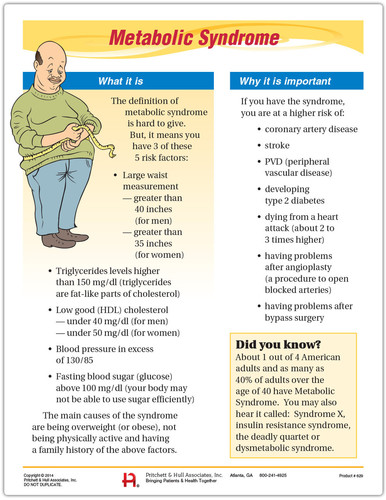 Metabolic Syndrome
What it is
The definition of
metabolic syndrome
is hard to give.
But, it means you
have 3 of these
5 risk factors:
• Large waist
measurement
— greater than
40 inches
(for men)
— greater than
35 inches
(for women)
• Triglycerides levels higher
than 150 mg/dl (triglycerides
are fat-like parts of cholesterol)
• Low good (HDL) cholesterol
— under 40 mg/dl (for men)
— under 50 mg/dl (for women)
• Blood pressure in excess
of 130/85
• Fasting blood sugar (glucose)
above 100 mg/dl (your body may
not be able to use sugar efficiently)
The main causes of the syndrome
are being overweight (or obese), not
being physically active and having
a family history of the above factors.
Why it is important
If you have the syndrome,
you are at a higher risk of:
• coronary artery disease
• stroke
• PVD (peripheral
vascular disease)
• developing
type 2 diabetes
• dying from a heart
attack (about 2 to
3 times higher)
• having problems
after angioplasty
(a procedure to open
blocked arteries)
• having problems after
bypass surgery
Did you know?
About 1 out of 4 American
adults and as many as
40% of adults over the
age of 40 have Metabolic
Syndrome. You may also
hear it called: Syndrome X,
insulin resistance syndrome,
the deadly quartet or
dysmetabolic syndrome.
Copyright © 2014
Pritchett & Hull Associates, Inc.
DO NOT DUPLICATE.
Pritchett & Hull Associates, Inc. Atlanta, GA 800-241-4925
Bringing Patients & Health Together
Product # 639